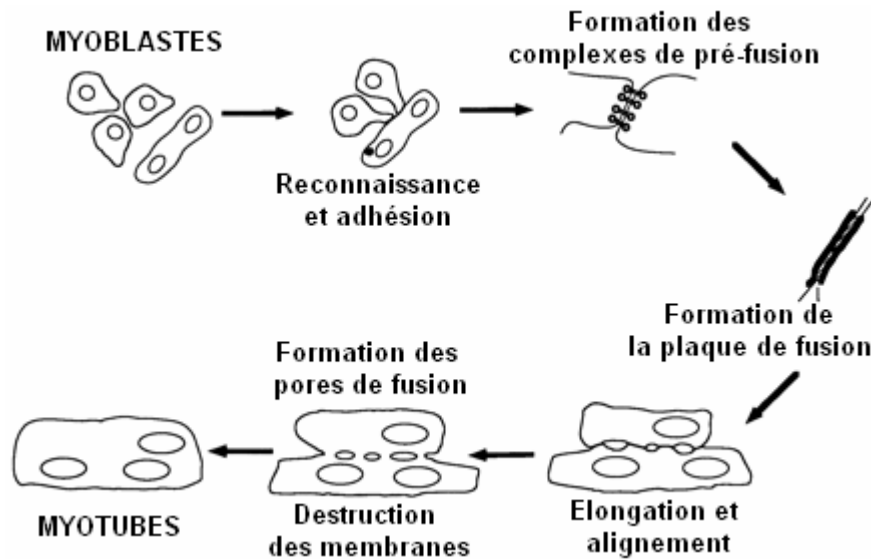 MYOBLASTES
Reconnaissance
et adhésion
Formation des
complexes de pré-fusion
Formation de
la plaque de fusion
Elongation et
alignement
Formation des
pores de fusion
Destruction
des membranes
MYOTUBES